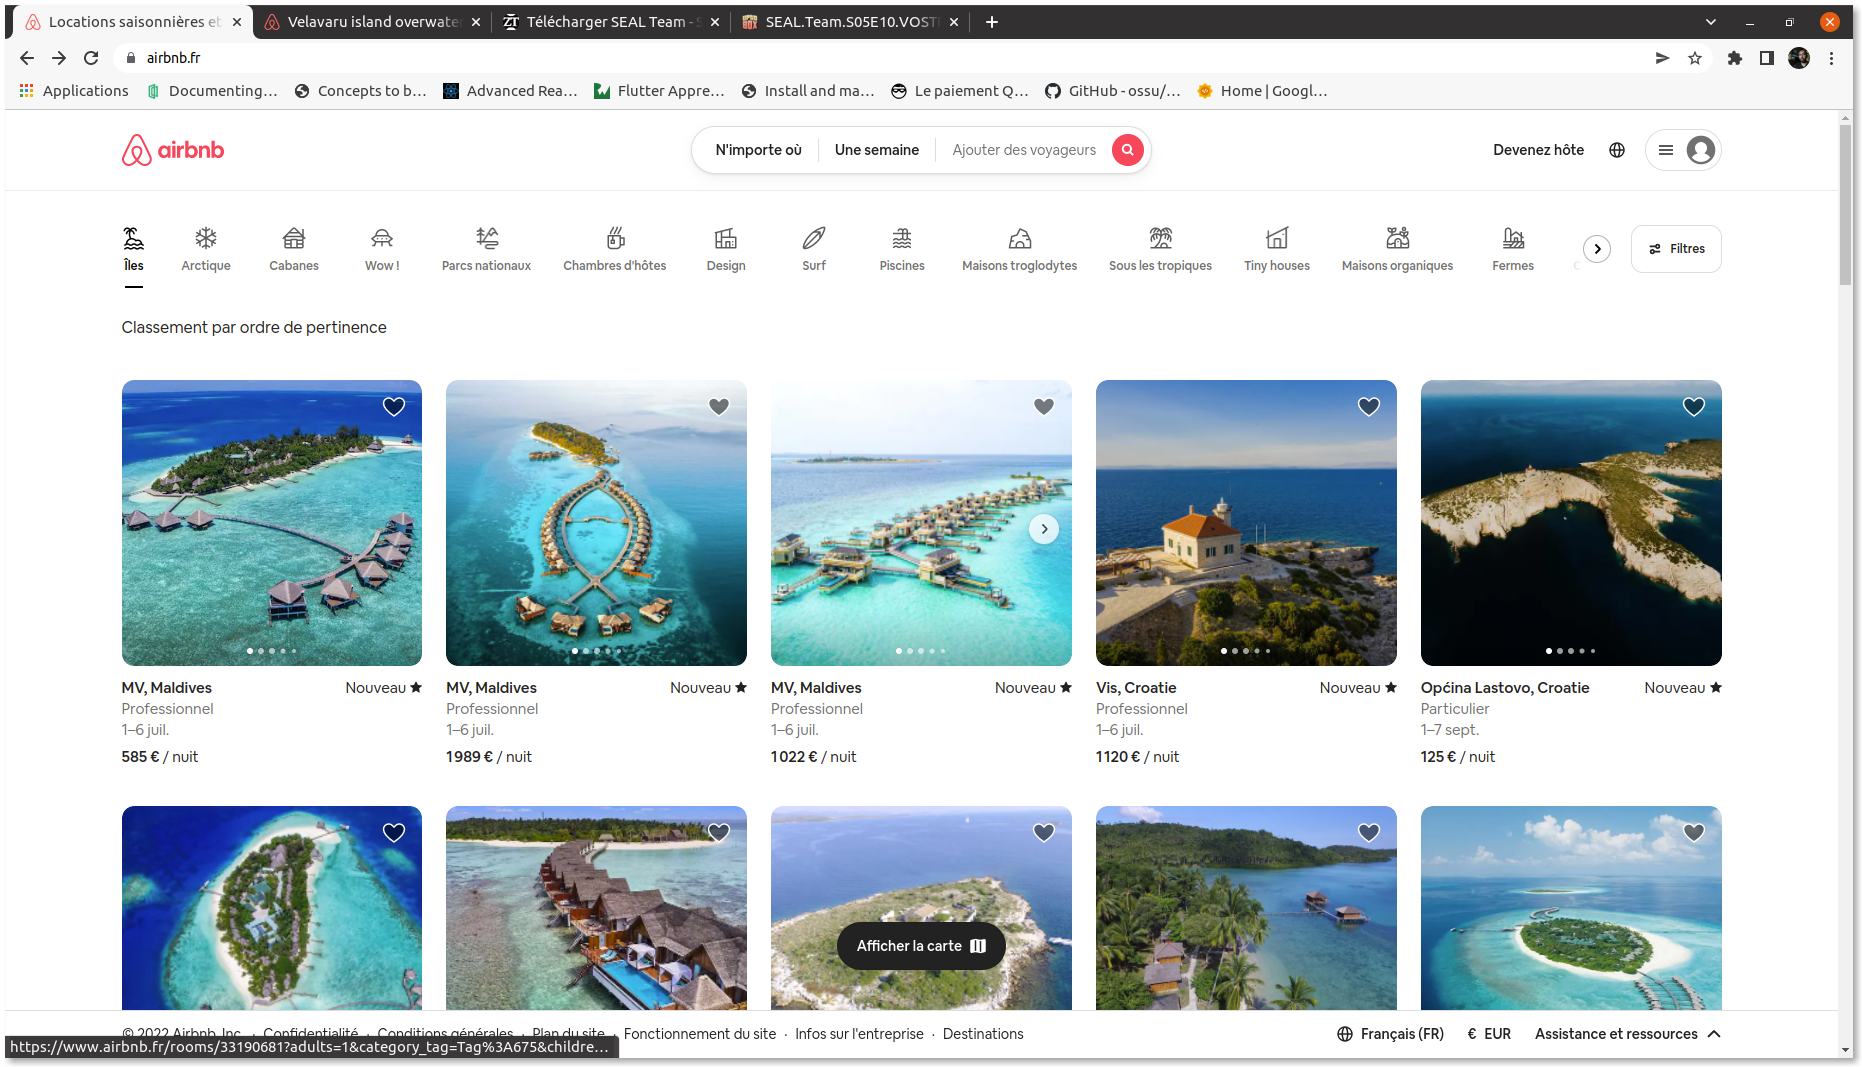 Locations saisonnières et
Velavaru island overwate
Télécharger SEAL Team - S
SEAL.Team.S05E10.VOST
airbnb.fr
Applications
Documenting...
Concepts to b...
Advanced Rea...
Flutter Appre...
Install and ma...
Le paiement Q...
GitHub - ossu/...
Home | Googl...
airbnb
N'importe où
Une semaine
Ajouter des voyageurs
Devenez hôte
Îles
Arctique
Cabanes
Wow !
Parcs nationaux
Chambres d'hôtes
Design
Surf
Piscines
Maisons troglodytes
Sous les tropiques
Tiny houses
Maisons organiques
Fermes
Filtres
Classement par ordre de pertinence
MV, Maldives
Nouveau ★
Professionnel
1–6 juil.
585 € / nuit
MV, Maldives
Nouveau ★
Professionnel
1–6 juil.
1 989 € / nuit
MV, Maldives
Nouveau ★
Professionnel
1–6 juil.
1 022 € / nuit
Vis, Croatie
Nouveau ★
Professionnel
1–6 juil.
1 120 € / nuit
Općina Lastovo, Croatie
Nouveau ★
Particulier
1–7 sept.
125 € / nuit
Afficher la carte
© 2022 Airbnb, Inc. · Confidentialité · Conditions générales · Plan du site · Fonctionnement du site · Infos sur l'entreprise · Destinations
Français (FR)
€ EUR
Assistance et ressources
https://www.airbnb.fr/rooms/33190681?adults=1&category_tag=Tag%3A675&childre...